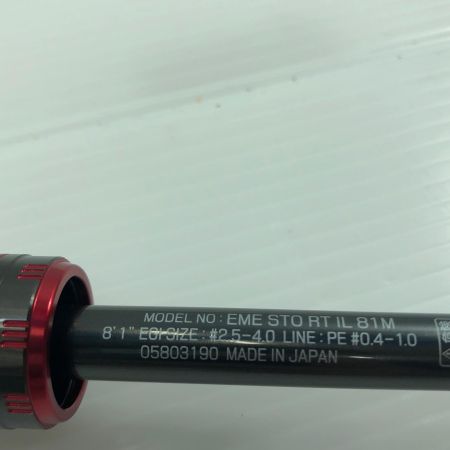 MODEL NO : EME STO RT IL 81M
8'1" EGI SIZE : #2.5-4.0 LINE : PE #0.4-1.0
05803190 MADE IN JAPAN